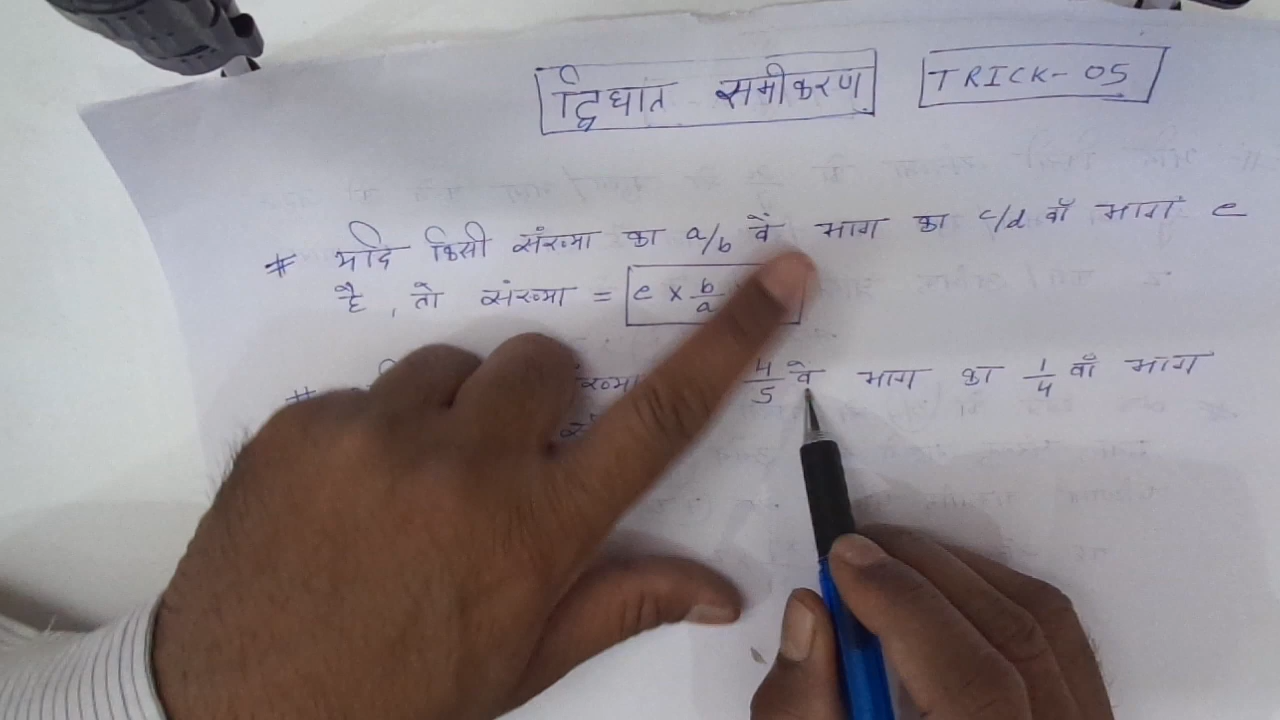 द्विघात समीकरण TRICK-05
# यदि किसी संख्या का a/b वें भाग का c/d वाँ भाग e
है, तो संख्या = e × b/a
# संख्या 4/5 वे भाग का 1/4 वाँ भाग